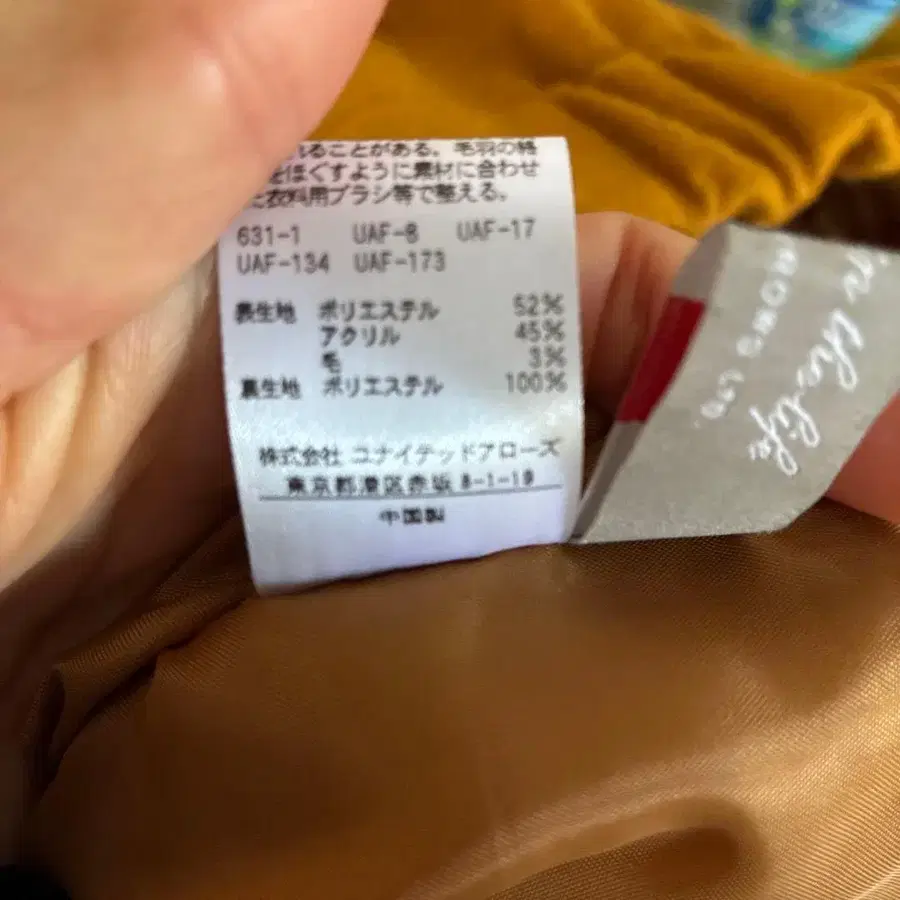 れることがある。毛羽の絡
をほぐすように素材に合わせ
た衣料用ブラシ等で整える。
631-1 UAF-8 UAF-17
UAF-134 UAF-173
表生地 ポリエステル 52%
アクリル 45%
毛 3%
裏生地 ポリエステル 100%
株式会社 ユナイテッドアローズ
東京都港区赤坂 8-1-19
中国製
the life
LTD.